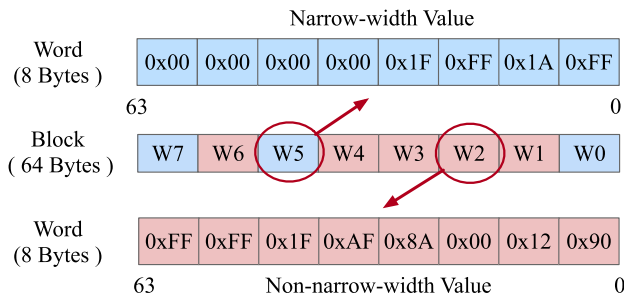 Narrow-width Value
Word
(8 Bytes )
0x00 0x00 0x00 0x00 0x1F 0xFF 0x1A 0xFF
63 0
Block
( 64 Bytes )
W7 W6 W5 W4 W3 W2 W1 W0
Word
(8 Bytes )
0xFF 0xFF 0x1F 0xAF 0x8A 0x00 0x12 0x90
63 Non-narrow-width Value 0